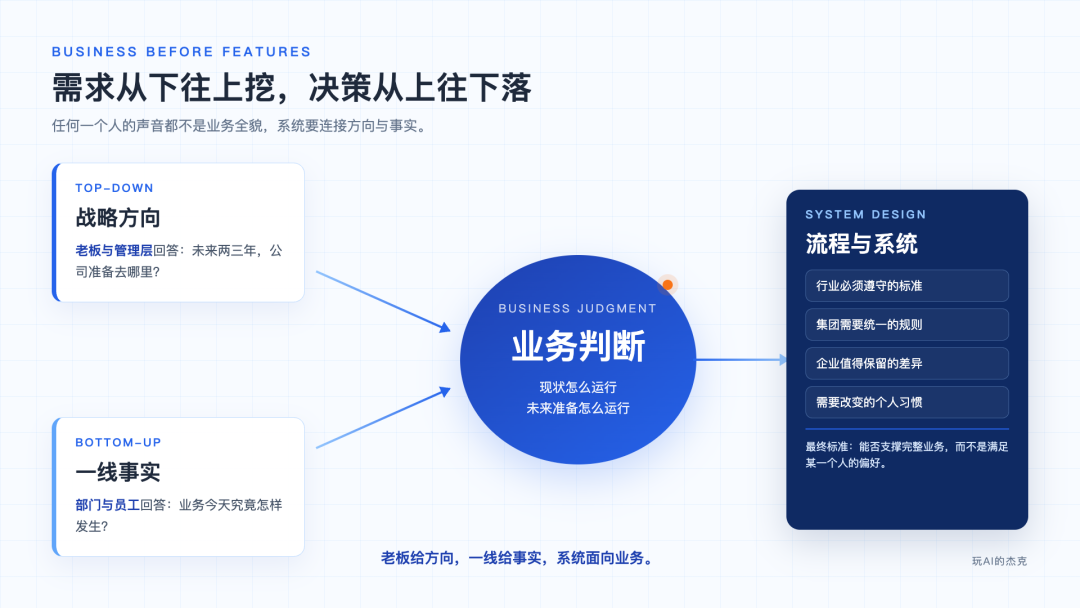 BUSINESS BEFORE FEATURES
需求从下往上挖，决策从上往下落
任何一个人的声音都不是业务全貌，系统要连接方向与事实。
TOP-DOWN
战略方向
老板与管理层回答：未来两三年，公
司准备去哪里？
BOTTOM-UP
一线事实
部门与员工回答：业务今天究竟怎样
发生？
BUSINESS JUDGMENT
业务判断
现状怎么运行
未来准备怎么运行
SYSTEM DESIGN
流程与系统
行业必须遵守的标准
集团需要统一的规则
企业值得保留的差异
需要改变的个人习惯
最终标准：能否支撑完整业务，而不是满足
某一个人的偏好。
老板给方向，一线给事实，系统面向业务。
玩AI的杰克